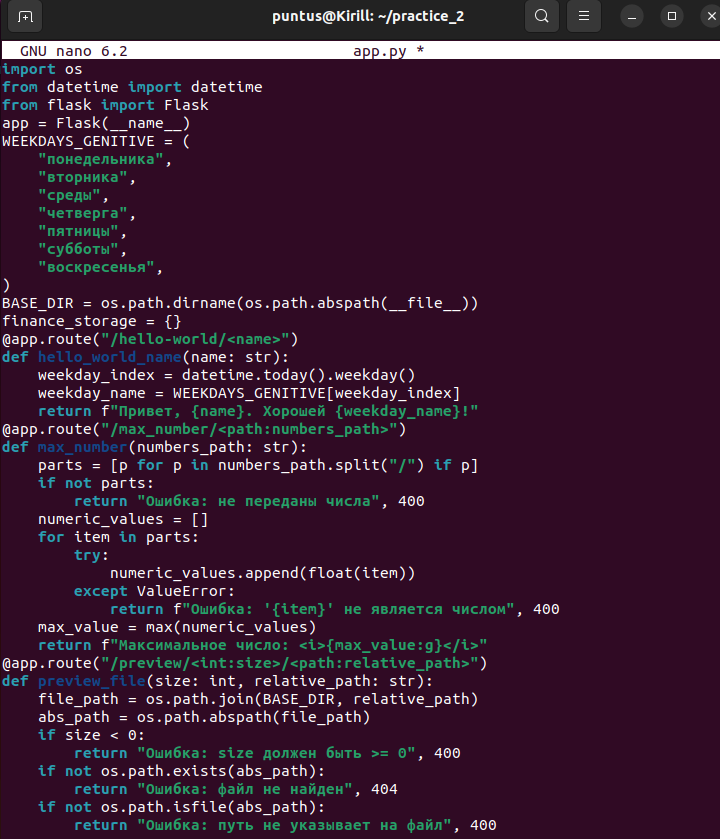 puntus@Kirill: ~/practice_2
GNU nano 6.2 app.py *
import os
from datetime import datetime
from flask import Flask
app = Flask(__name__)
WEEKDAYS_GENITIVE = (
    "понедельника",
    "вторника",
    "среды",
    "четверга",
    "пятницы",
    "субботы",
    "воскресенья",
)
BASE_DIR = os.path.dirname(os.path.abspath(__file__))
finance_storage = {}
@app.route("/hello-world/<name>")
def hello_world_name(name: str):
    weekday_index = datetime.today().weekday()
    weekday_name = WEEKDAYS_GENITIVE[weekday_index]
    return f"Привет, {name}. Хорошей {weekday_name}!"
@app.route("/max_number/<path:numbers_path>")
def max_number(numbers_path: str):
    parts = [p for p in numbers_path.split("/") if p]
    if not parts:
        return "Ошибка: не переданы числа", 400
    numeric_values = []
    for item in parts:
        try:
            numeric_values.append(float(item))
        except ValueError:
            return f"Ошибка: '{item}' не является числом", 400
    max_value = max(numeric_values)
    return f"Максимальное число: <i>{max_value:g}</i>"
@app.route("/preview/<int:size>/<path:relative_path>")
def preview_file(size: int, relative_path: str):
    file_path = os.path.join(BASE_DIR, relative_path)
    abs_path = os.path.abspath(file_path)
    if size < 0:
        return "Ошибка: size должен быть >= 0", 400
    if not os.path.exists(abs_path):
        return "Ошибка: файл не найден", 404
    if not os.path.isfile(abs_path):
        return "Ошибка: путь не указывает на файл", 400